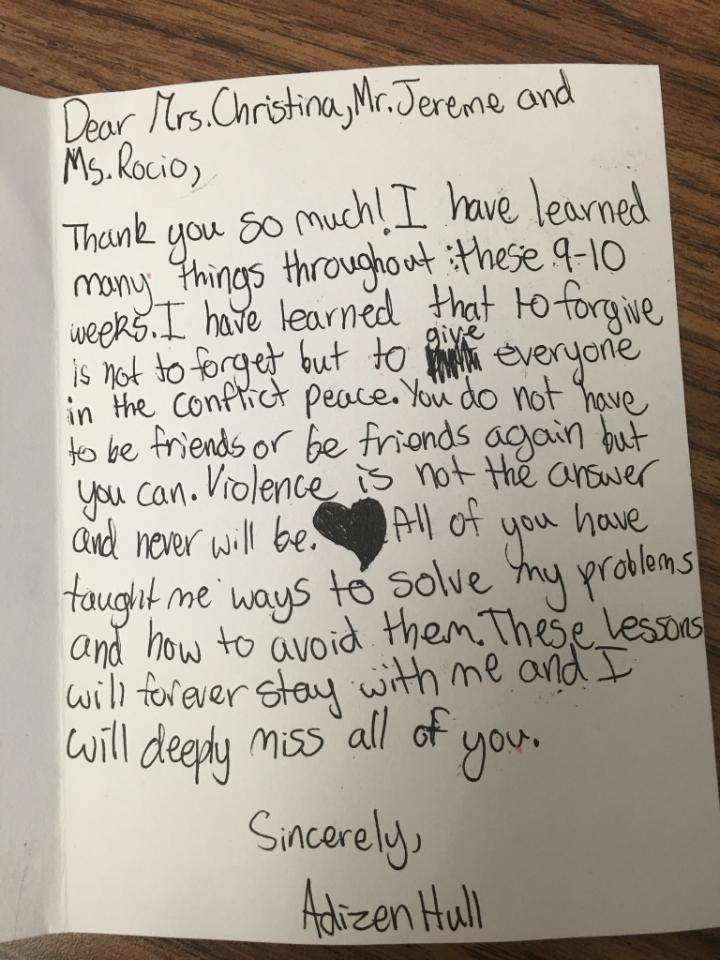 Dear Mrs. Christina, Mr. Jereme and
Ms. Rocio,
Thank you so much! I have learned
many things throughout these 9-10
weeks. I have learned that to forgive
is not to forget but to give everyone
in the conflict peace. You do not have
to be friends or be friends again but
you can. Violence is not the answer
and never will be. All of you have
taught me ways to solve my problems
and how to avoid them. These lessons
will forever stay with me and I
will deeply miss all of you.
Sincerely,
Adizen Hull